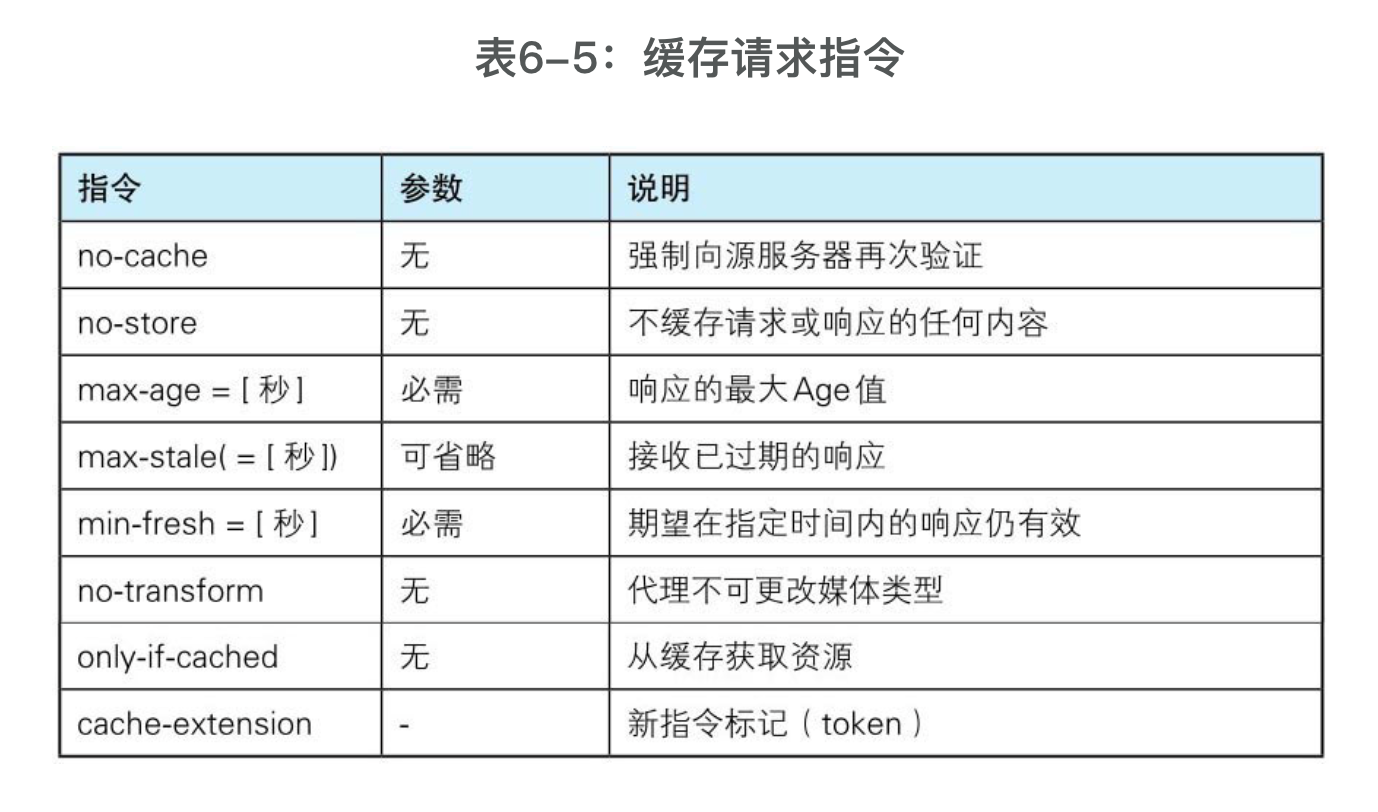 表6-5：缓存请求指令
指令 参数 说明
no-cache 无 强制向源服务器再次验证
no-store 无 不缓存请求或响应的任何内容
max-age = [ 秒 ] 必需 响应的最大Age值
max-stale( = [ 秒 ]) 可省略 接收已过期的响应
min-fresh = [ 秒 ] 必需 期望在指定时间内的响应仍有效
no-transform 无 代理不可更改媒体类型
only-if-cached 无 从缓存获取资源
cache-extension - 新指令标记（token）